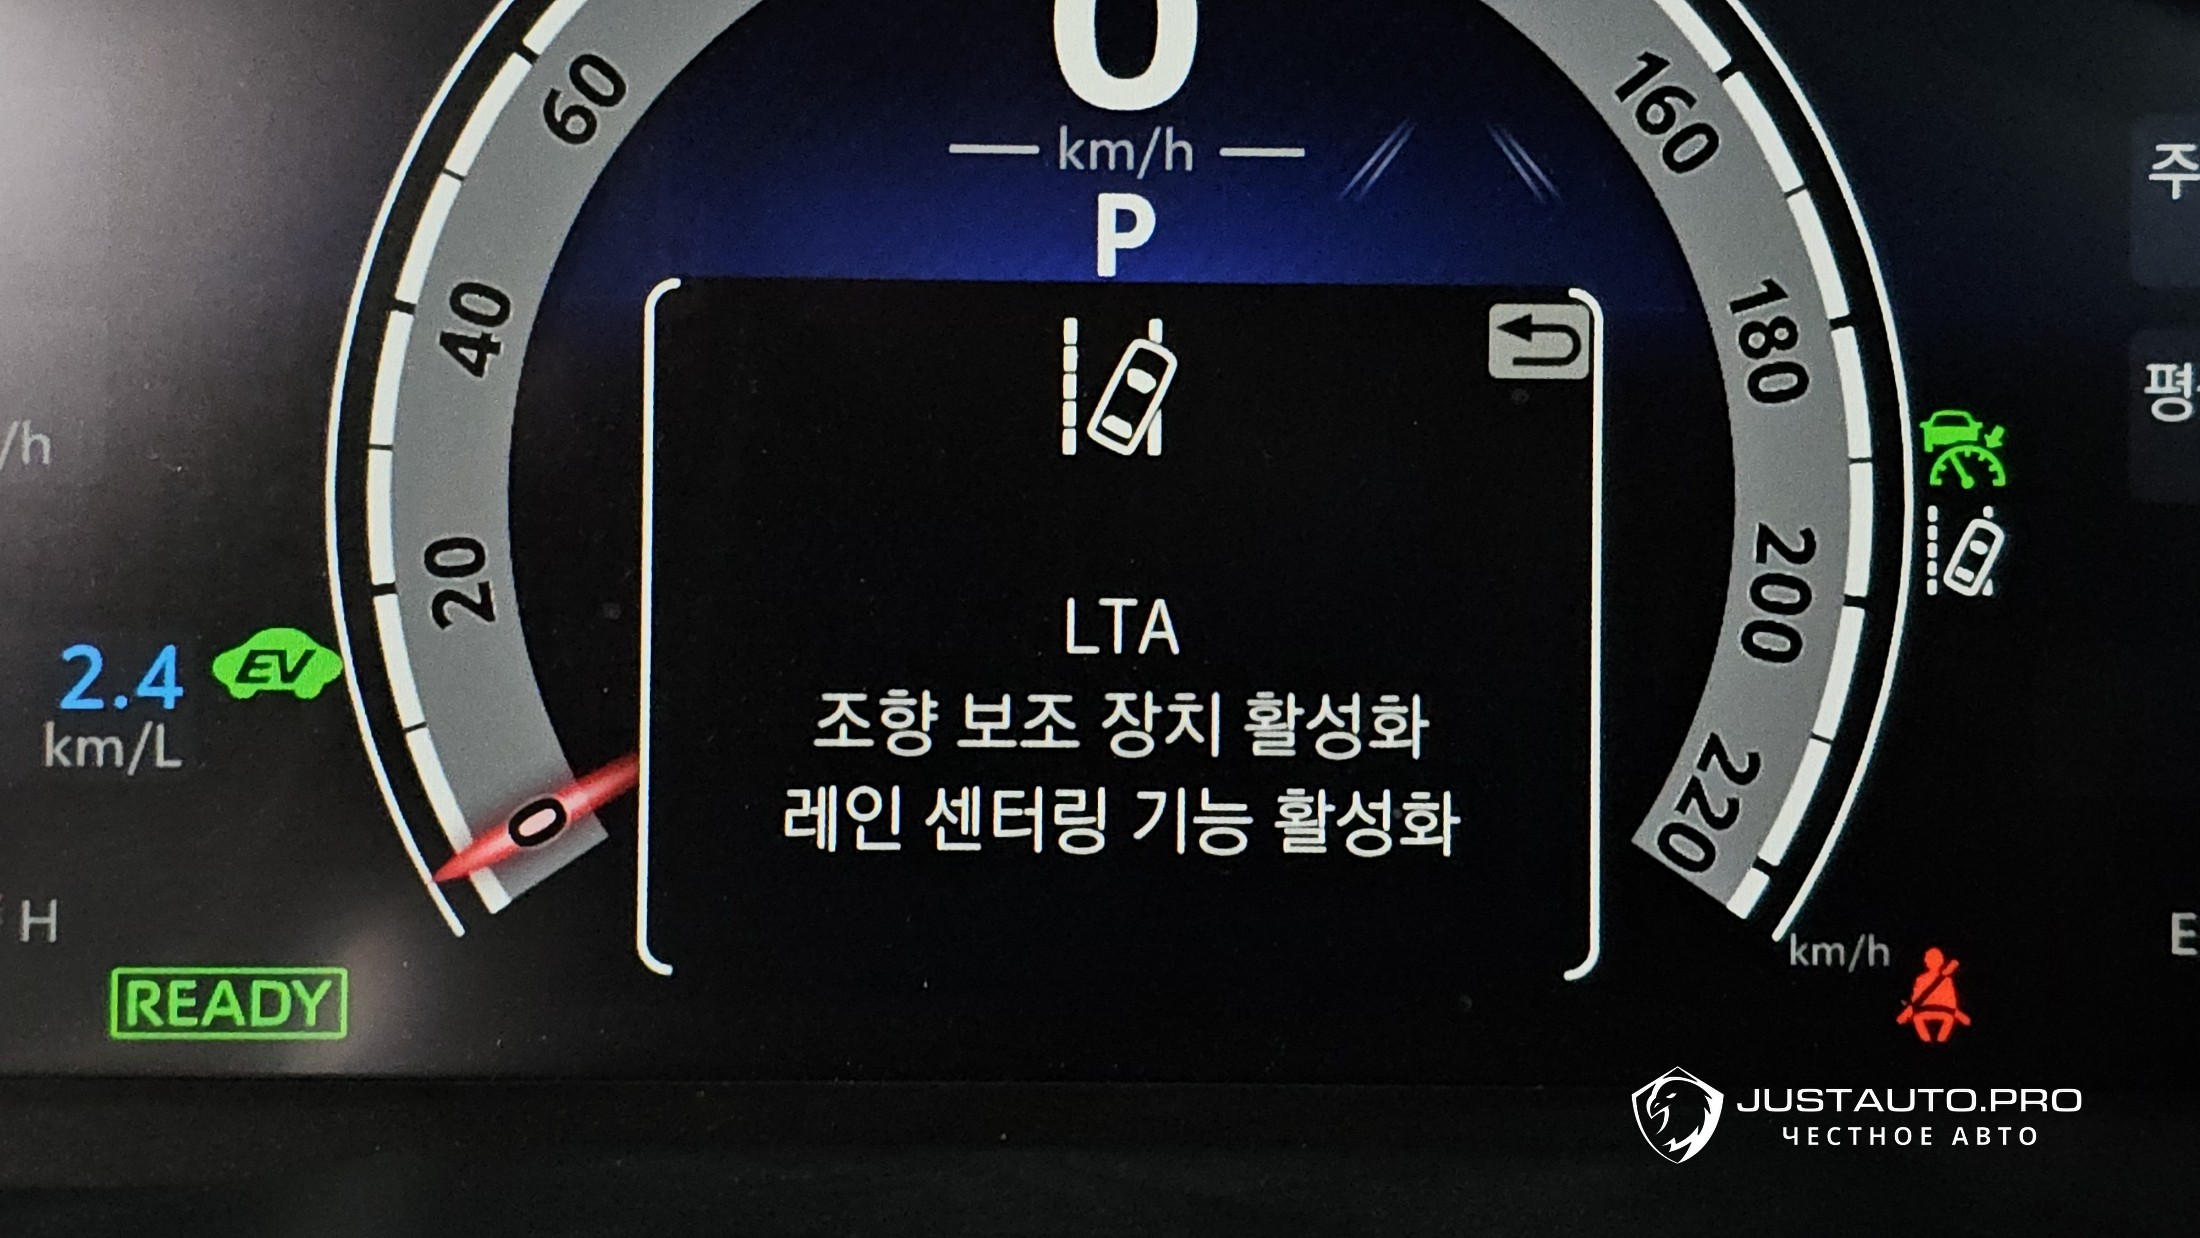 0
km/h
P
60
40
20
0
160
180
200
220
km/h
/h
2.4
km/L
EV
H
READY
LTA
조향 보조 장치 활성화
레인 센터링 기능 활성화
주
E
JUSTAUTO.PRO
ЧЕСТНОЕ АВТО